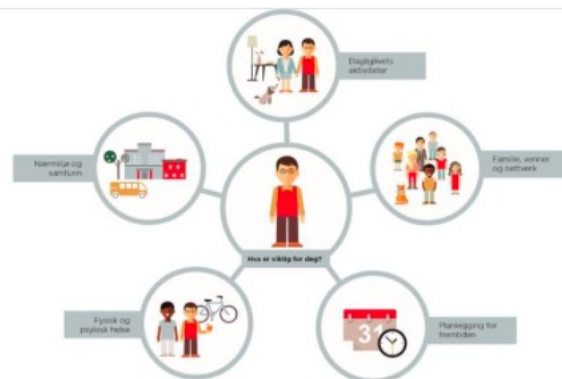 Dagliglivets
aktiviteter
Nærmiljø og
samfunn
Familie, venner
og nettverk
Hva er viktig for deg?
Fysisk og
psykisk helse
Planlegging for
fremtiden
31